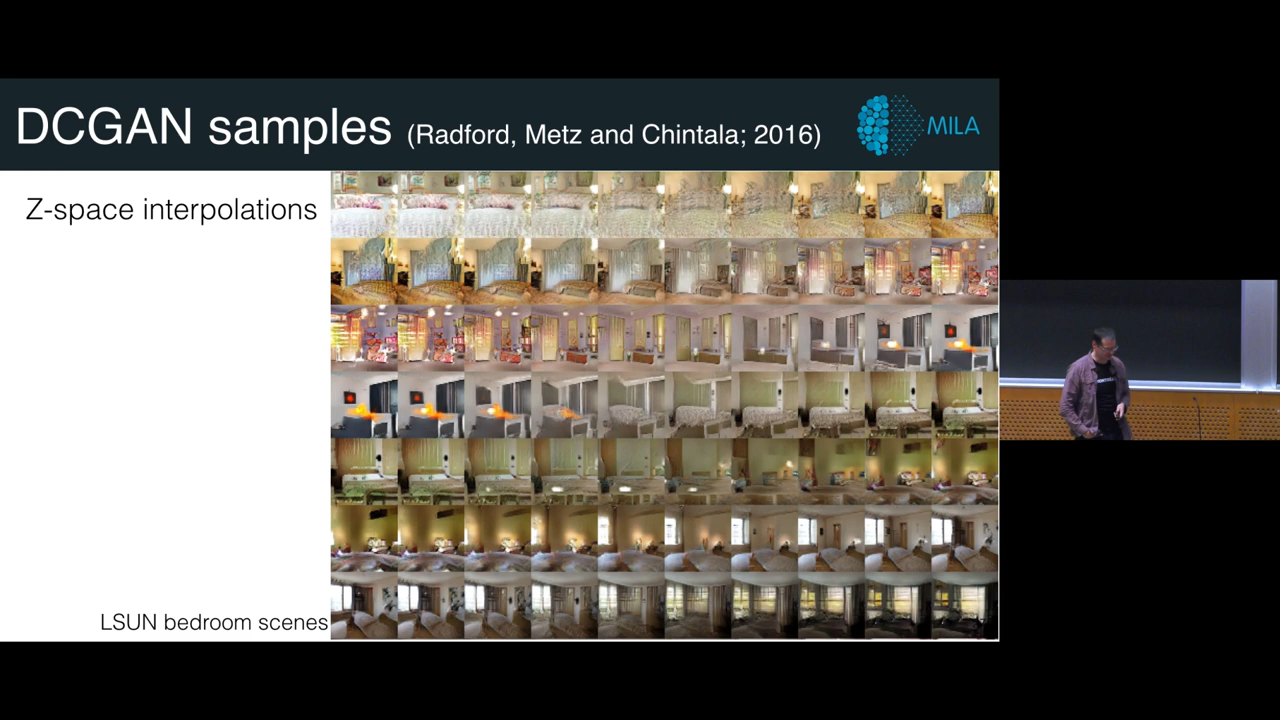 DCGAN samples (Radford, Metz and Chintala; 2016)
MILA
Z-space interpolations
LSUN bedroom scenes